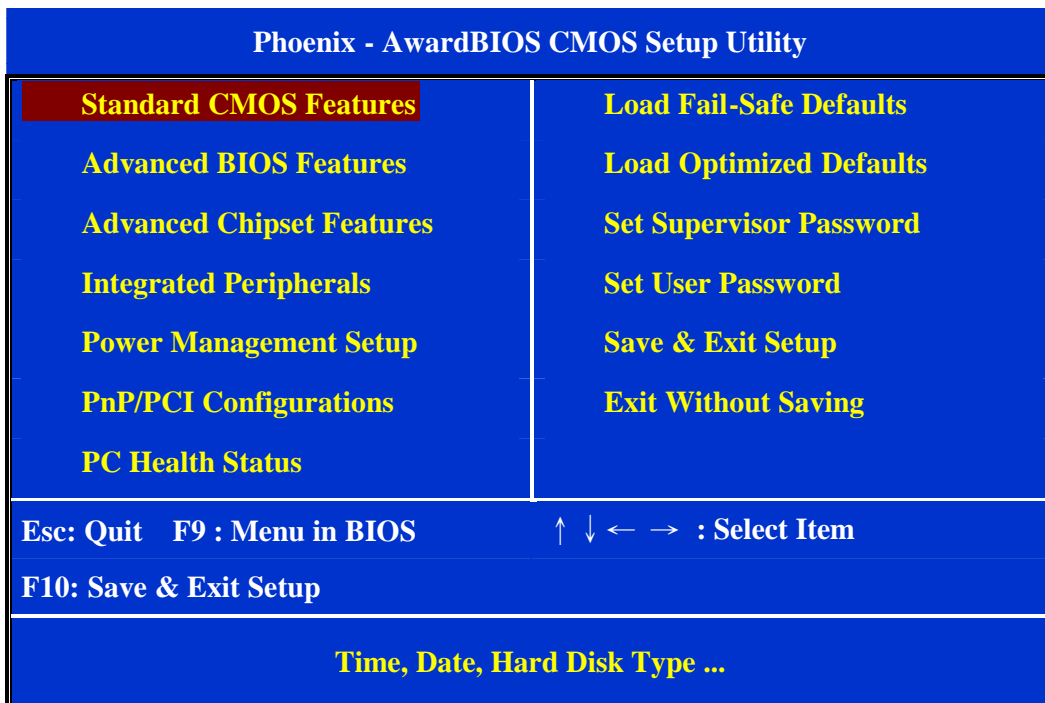 Phoenix - AwardBIOS CMOS Setup Utility
Standard CMOS Features
Advanced BIOS Features
Advanced Chipset Features
Integrated Peripherals
Power Management Setup
PnP/PCI Configurations
PC Health Status
Load Fail-Safe Defaults
Load Optimized Defaults
Set Supervisor Password
Set User Password
Save & Exit Setup
Exit Without Saving
Esc: Quit F9 : Menu in BIOS ↑ ↓ ← → : Select Item
F10: Save & Exit Setup
Time, Date, Hard Disk Type ...